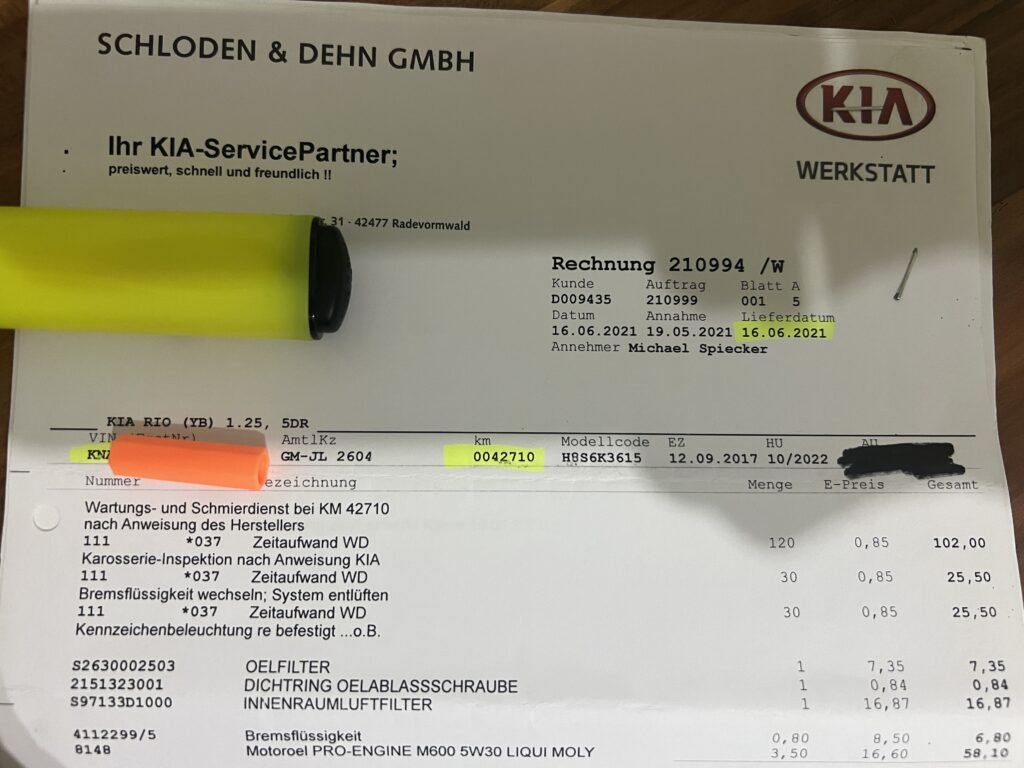 SCHLODEN & DEHN GMBH
KIA
WERKSTATT
Ihr KIA-ServicePartner;
preiswert, schnell und freundlich !!
31 - 42477 Radevormwald
Rechnung 210994 /W
Kunde Auftrag Blatt A
D009435 210999 001 5
Datum Annahme Lieferdatum
16.06.2021 19.05.2021 16.06.2021
Annehmer Michael Spiecker
KIA RIO (YB) 1.25, 5DR
VIN AmtlKz km Modellcode EZ HU AU
GM-JL 2604 0042710 H9S6K3615 12.09.2017 10/2022
Nummer ezeichnung Menge E-Preis Gesamt
Wartungs- und Schmierdienst bei KM 42710
nach Anweisung des Herstellers
111 *037 Zeitaufwand WD 120 0,85 102,00
Karosserie-Inspektion nach Anweisung KIA
111 *037 Zeitaufwand WD 30 0,85 25,50
Bremsflüssigkeit wechseln; System entlüften
111 *037 Zeitaufwand WD 30 0,85 25,50
Kennzeichenbeleuchtung re befestigt ...o.B.
S2630002503 OELFILTER 1 7,35 7,35
2151323001 DICHTRING OELABLASSSCHRAUBE 1 0,84 0,84
S97133D1000 INNENRAUMLUFTFILTER 1 16,87 16,87
4112299/5 Bremsflüssigkeit 0,80 8,50 6,80
8148 Motoroel PRO-ENGINE M600 5W30 LIQUI MOLY 3,50 16,60 58,10